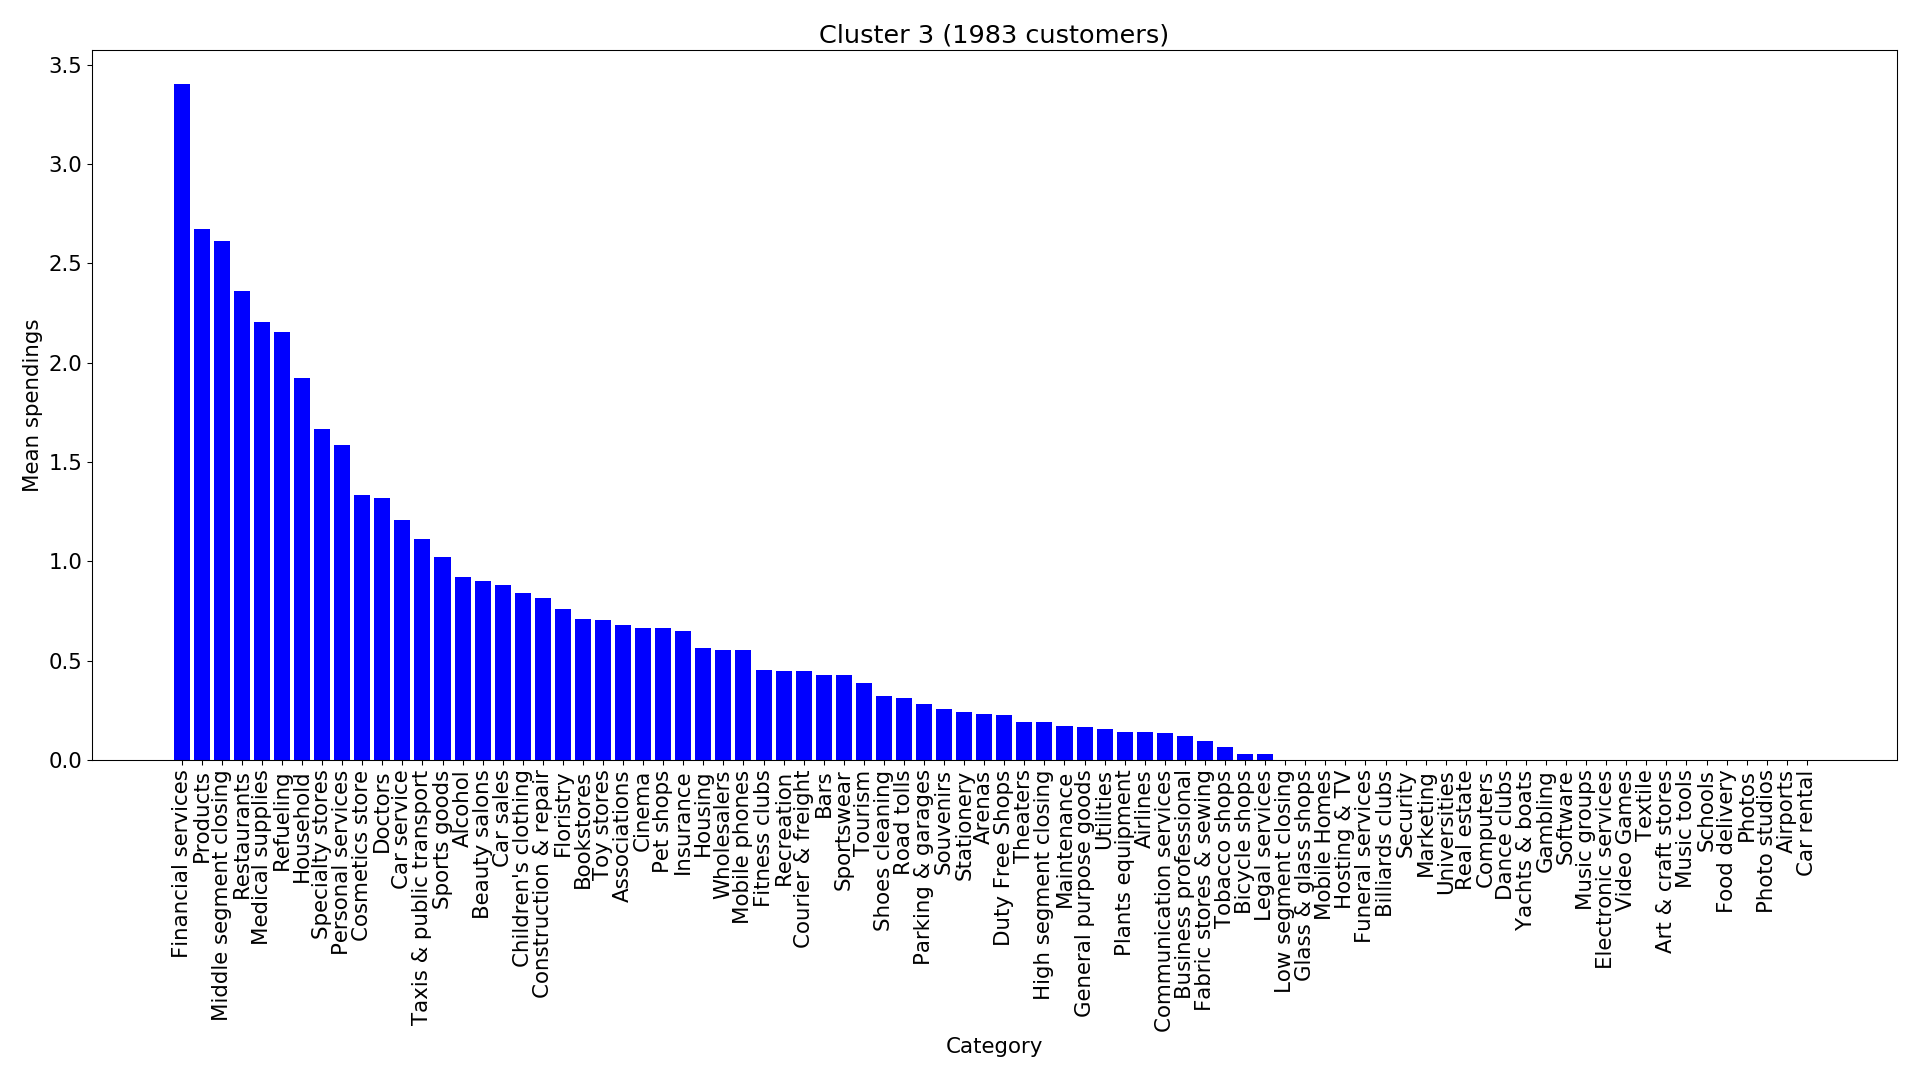 Cluster 3 (1983 customers)
3.5
3.0
2.5
2.0
1.5
1.0
0.5
0.0
Mean spendings
Financial services
Products
Middle segment closing
Restaurants
Medical supplies
Refueling
Household
Specialty stores
Personal services
Cosmetics store
Doctors
Car service
Taxis & public transport
Sports goods
Alcohol
Beauty salons
Car sales
Children's clothing
Construction & repair
Floristry
Bookstores
Toy stores
Associations
Cinema
Pet shops
Insurance
Housing
Wholesalers
Mobile phones
Fitness clubs
Recreation
Courier & freight
Bars
Sportswear
Tourism
Shoes cleaning
Road tolls
Parking & garages
Souvenirs
Stationery
Arenas
Duty Free Shops
Theaters
High segment closing
Maintenance
General purpose goods
Utilities
Plants equipment
Airlines
Communication services
Business professional
Fabric stores & sewing
Tobacco shops
Bicycle shops
Legal services
Low segment closing
Glass & glass shops
Mobile Homes
Hosting & TV
Funeral services
Billiards clubs
Security
Marketing
Universities
Real estate
Computers
Dance clubs
Yachts & boats
Gambling
Software
Music groups
Electronic services
Video Games
Textile
Art & craft stores
Music tools
Schools
Food delivery
Photos
Photo studios
Airports
Car rental
Category